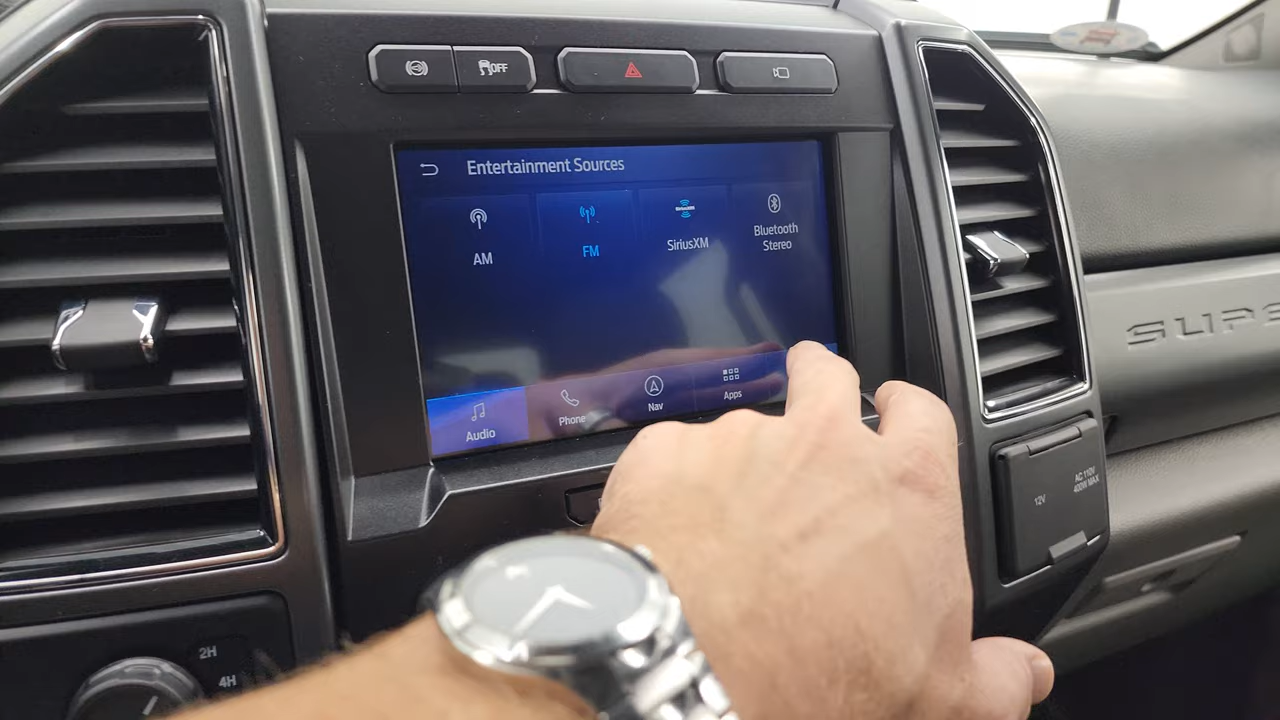 OFF
Entertainment Sources
AM
FM
SiriusXM
Bluetooth
Stereo
Audio
Phone
Nav
Apps
12V
AC 110V
400W MAX
2H
4H